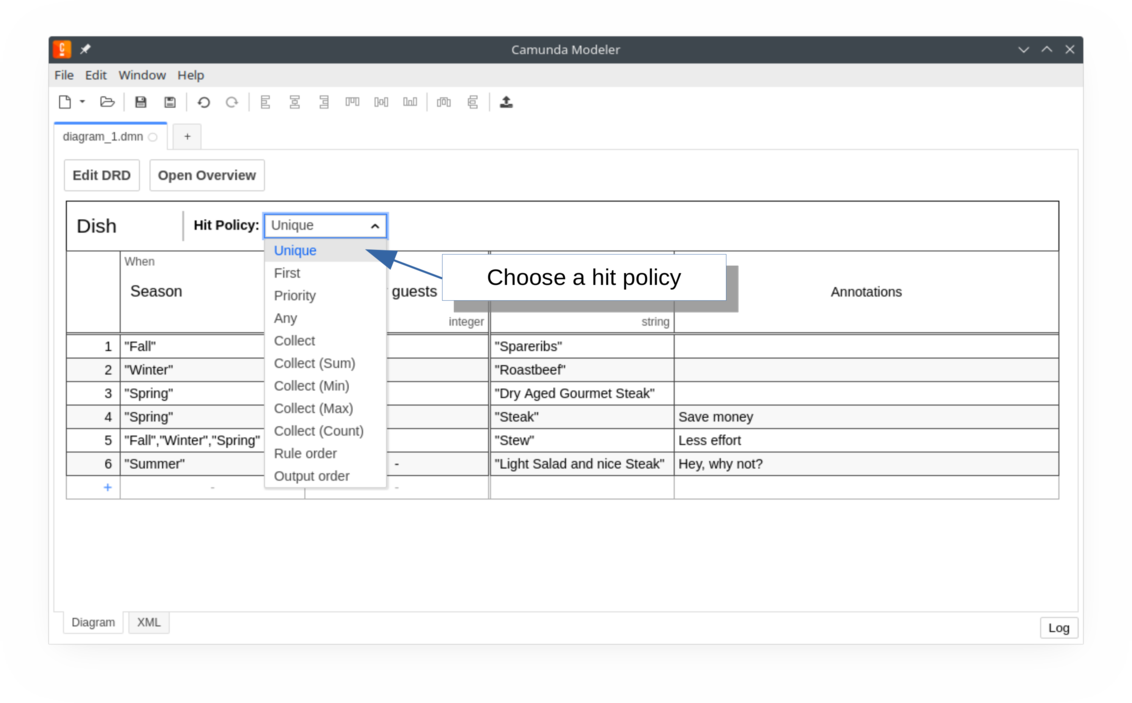 Camunda Modeler
File Edit Window Help
diagram_1.dmn +
Edit DRD Open Overview
Dish Hit Policy: Unique
Unique
First
Priority
Any
Collect
Collect (Sum)
Collect (Min)
Collect (Max)
Collect (Count)
Rule order
Output order
Choose a hit policy
When
Season guests Annotations
integer string
1 "Fall" "Spareribs"
2 "Winter" "Roastbeef"
3 "Spring" "Dry Aged Gourmet Steak"
4 "Spring" "Steak" Save money
5 "Fall","Winter","Spring" "Stew" Less effort
6 "Summer" - "Light Salad and nice Steak" Hey, why not?
+ - -
Diagram XML
Log